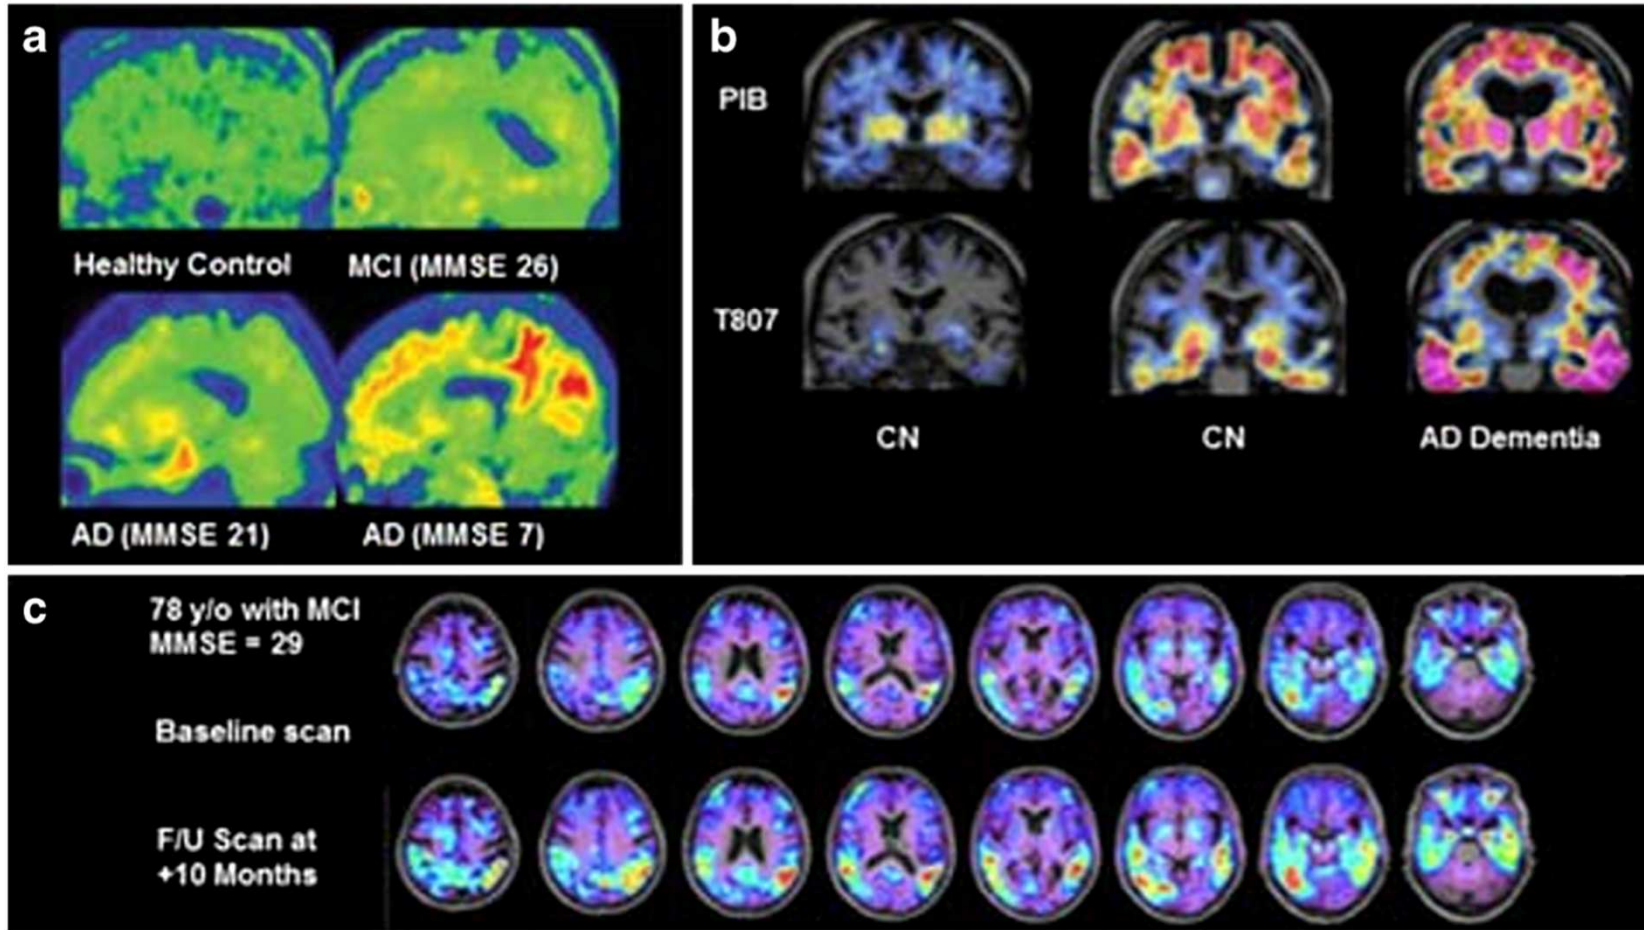 a
Healthy Control
MCI (MMSE 26)
AD (MMSE 21)
AD (MMSE 7)
b
PIB
T807
CN
CN
AD Dementia
c
78 y/o with MCI
MMSE = 29
Baseline scan
F/U Scan at
+10 Months